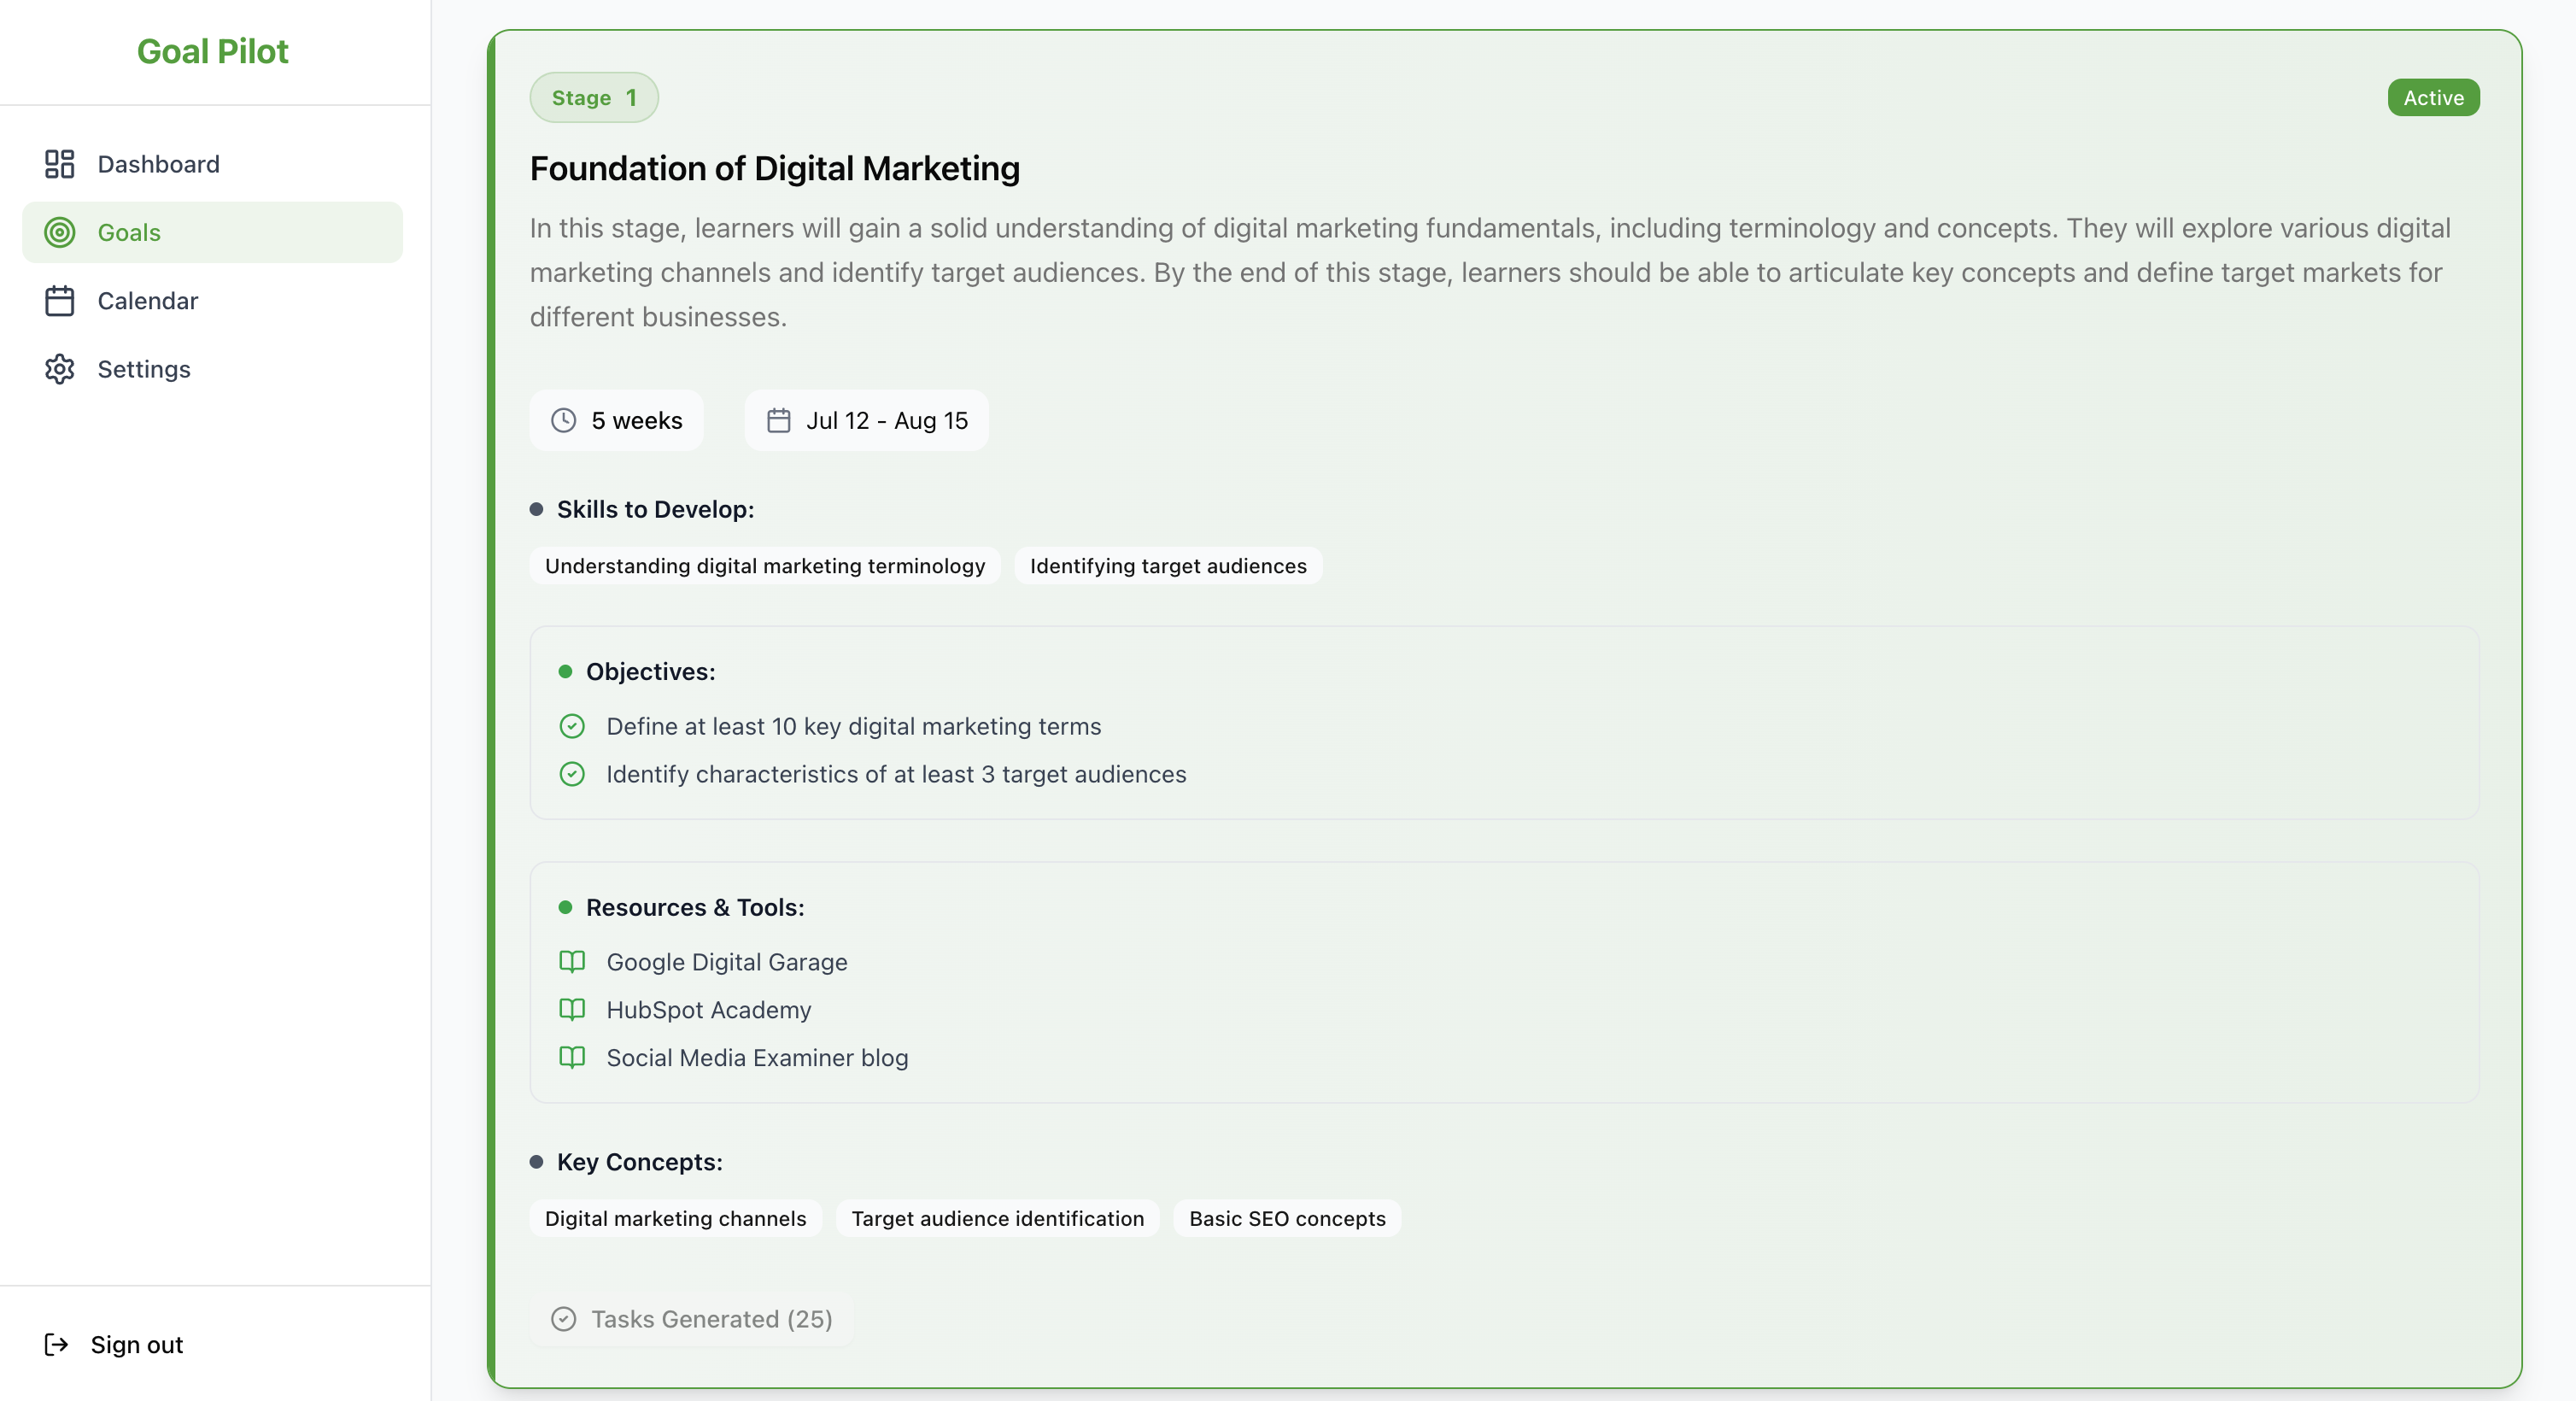 Goal Pilot
Dashboard
Goals
Calendar
Settings
Sign out
Stage 1
Active
Foundation of Digital Marketing
In this stage, learners will gain a solid understanding of digital marketing fundamentals, including terminology and concepts. They will explore various digital
marketing channels and identify target audiences. By the end of this stage, learners should be able to articulate key concepts and define target markets for
different businesses.
5 weeks
Jul 12 - Aug 15
Skills to Develop:
Understanding digital marketing terminology
Identifying target audiences
Objectives:
Define at least 10 key digital marketing terms
Identify characteristics of at least 3 target audiences
Resources & Tools:
Google Digital Garage
HubSpot Academy
Social Media Examiner blog
Key Concepts:
Digital marketing channels
Target audience identification
Basic SEO concepts
Tasks Generated (25)